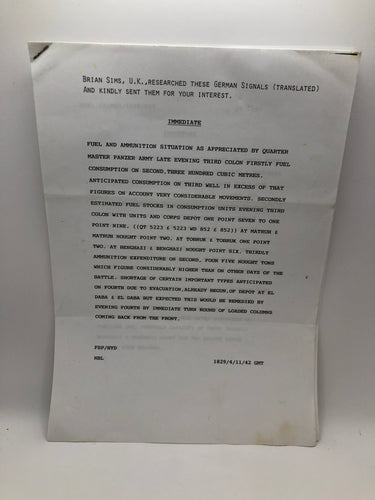 BRIAN SIMS, U.K.,RESEARCHED THESE GERMAN SIGNALS (TRANSLATED)
AND KINDLY SENT THEM FOR YOUR INTEREST.
IMMEDIATE
FUEL AND AMMUNITION SITUATION AS APPRECIATED BY QUARTER
MASTER PANZER ARMY LATE EVENING THIRD COLON FIRSTLY FUEL
CONSUMPTION ON SECOND,THREE HUNDRED CUBIC METRES.
ANTICIPATED CONSUMPTION ON THIRD WELL IN EXCESS OF THAT
FIGURES ON ACCOUNT VERY CONSIDERABLE MOVEMENTS. SECONDLY
ESTIMATED FUEL STOCKS IN CONSUMPTION UNITS EVENING THIRD
COLON WITH UNITS AND CORPS DEPOT ONE POINT SEVEN TO ONE
POINT NINE. ((QT 5223 & 5223 WD 852 & 852)) AT MATRUH &
MATRUH NOUGHT POINT TWO. AT TOBRUK & TOBRUK ONE POINT
TWO. AT BENGHAZI & BENGHAZI NOUGHT POINT SIX. THIRDLY
AMMUNITION EXPENDITURE ON SECOND, FOUR FIVE NOUGHT TONS
WHICH FIGURE CONSIDERABLY HIGHER THAN ON OTHER DAYS OF THE
BATTLE. SHORTAGE OF CERTAIN IMPORTANT TYPES ANTICIPATED
ON FOURTH DUE TO EVACUATION,ALREADY BEGUN,OF DEPOT AT EL
DABA & EL DABA BUT EXPECTED THIS WOULD BE REMEDIED BY
EVENING FOURTH BY IMMEDIATE TURN ROUND OF LOADED COLUMNS
COMING BACK FROM THE FRONT.
FDP/HYD
HBL 1829/4/11/42 GMT